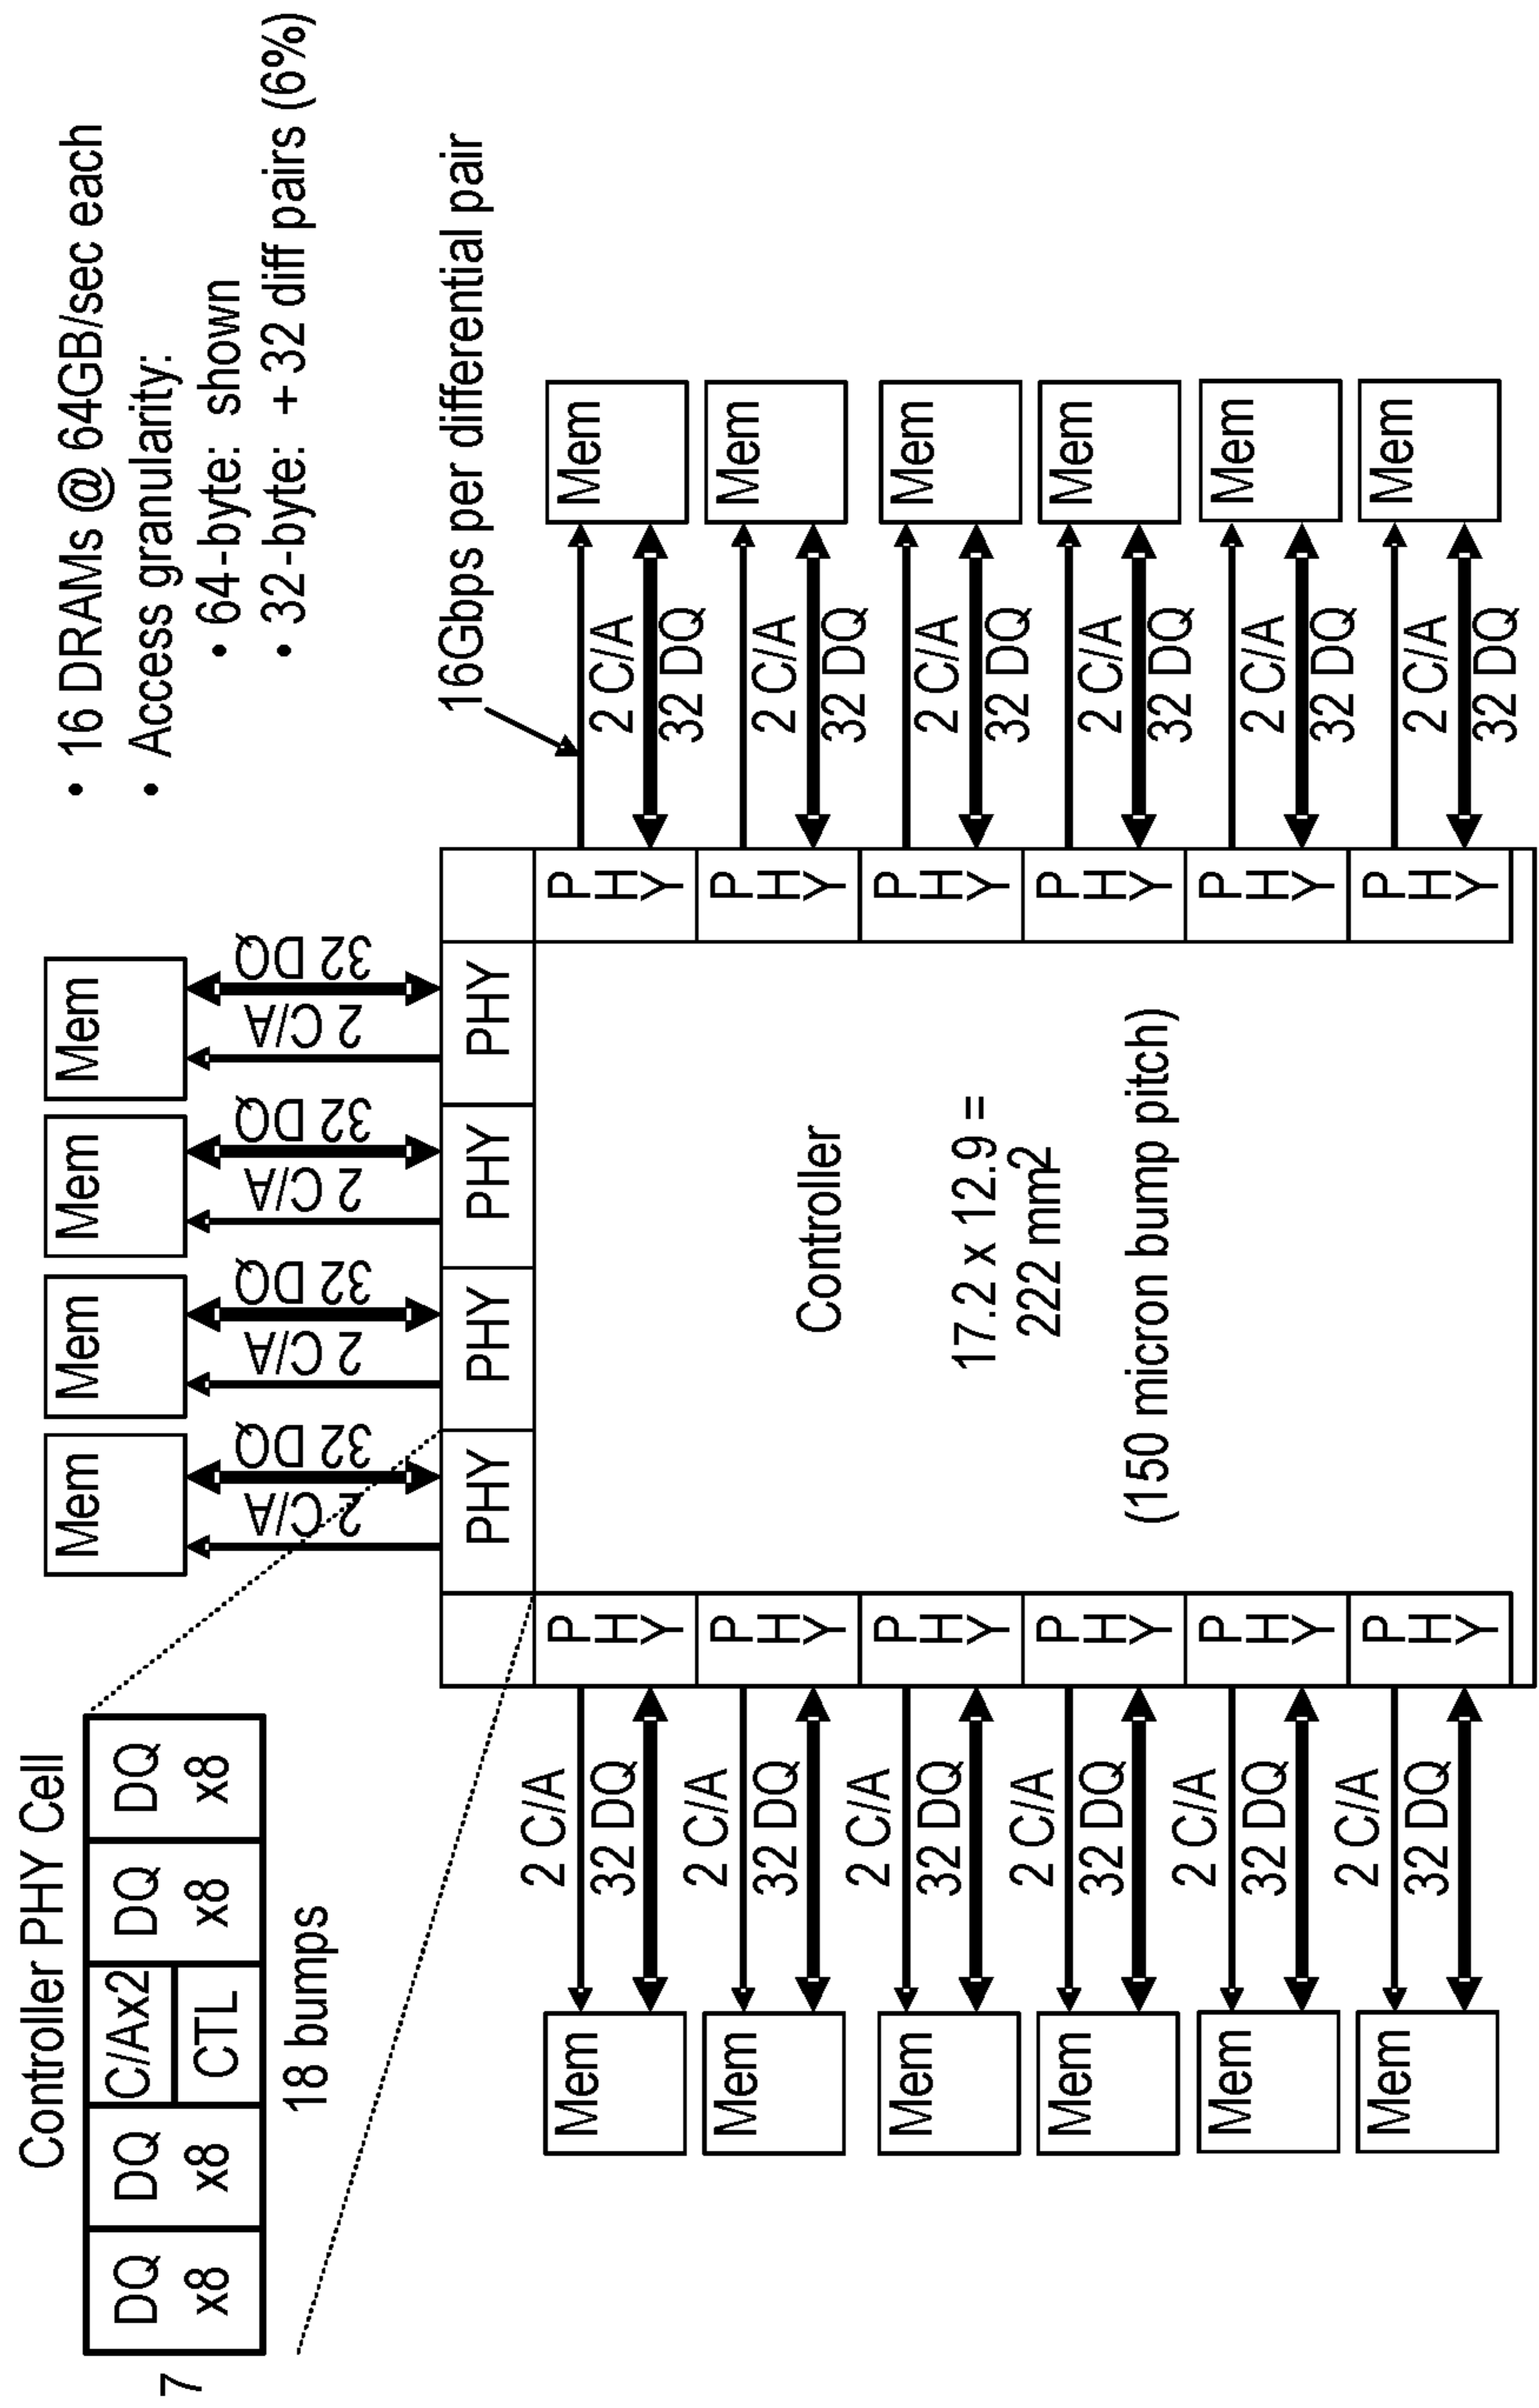 Controller PHY Cell
DQ x8
DQ x8
C/Ax2
CTL
DQ x8
DQ x8
7
18 bumps
• 16 DRAMs @ 64GB/sec each
• Access granularity:
• 64-byte: shown
• 32-byte: + 32 diff pairs (6%)
Mem
Mem
Mem
Mem
2 C/A
32 DQ
2 C/A
32 DQ
2 C/A
32 DQ
2 C/A
32 DQ
PHY
PHY
PHY
PHY
16Gbps per differential pair
Mem
2 C/A
32 DQ
PHY
PHY
2 C/A
32 DQ
Mem
Mem
2 C/A
32 DQ
PHY
PHY
2 C/A
32 DQ
Mem
Mem
2 C/A
32 DQ
PHY
PHY
2 C/A
32 DQ
Mem
Mem
2 C/A
32 DQ
PHY
PHY
2 C/A
32 DQ
Mem
Mem
2 C/A
32 DQ
PHY
PHY
2 C/A
32 DQ
Mem
Mem
2 C/A
32 DQ
PHY
PHY
2 C/A
32 DQ
Mem
Controller
17.2 x 12.9 =
222 mm2
(150 micron bump pitch)